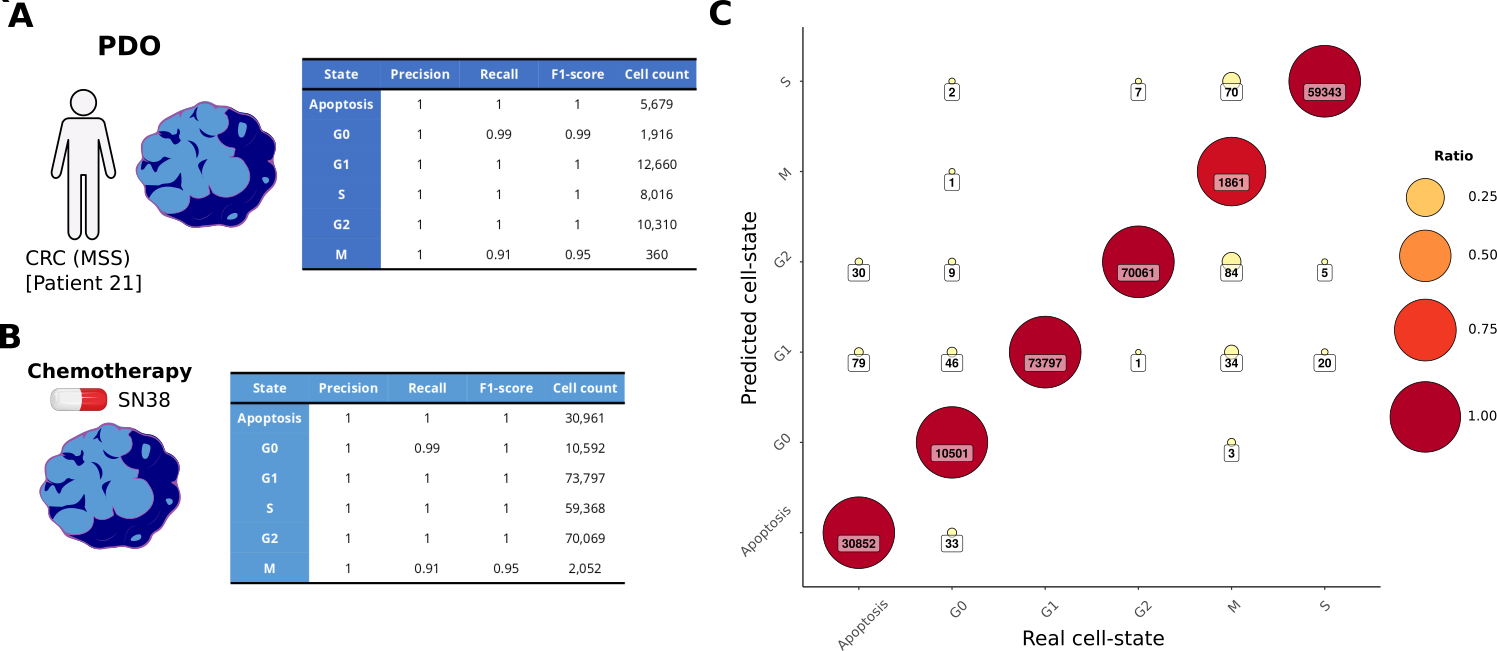 A
PDO
CRC (MSS)
[Patient 21]
State Precision Recall F1-score Cell count
Apoptosis 1 1 1 5,679
G0 1 0.99 0.99 1,916
G1 1 1 1 12,660
S 1 1 1 8,016
G2 1 1 1 10,310
M 1 0.91 0.95 360
B
Chemotherapy
SN38
State Precision Recall F1-score Cell count
Apoptosis 1 1 1 30,961
G0 1 0.99 1 10,592
G1 1 1 1 73,797
S 1 1 1 59,368
G2 1 1 1 70,069
M 1 0.91 0.95 2,052
C
Predicted cell-state
S 2 7 70 59343
M 1 1861
G2 30 9 70061 84 5
G1 79 46 73797 1 34 20
G0 10501 3
Apoptosis 30852 33
Apoptosis G0 G1 G2 M S
Real cell-state
Ratio
0.25
0.50
0.75
1.00